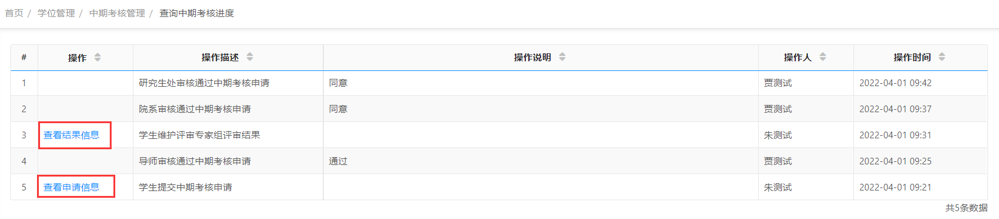 首页 / 学位管理 / 中期考核管理 / 查询中期考核进度
# 操作 操作描述 操作说明 操作人 操作时间
1 研究生处审核通过中期考核申请 同意 贾测试 2022-04-01 09:42
2 院系审核通过中期考核申请 同意 贾测试 2022-04-01 09:37
3 查看结果信息 学生维护评审专家组评审结果 朱测试 2022-04-01 09:31
4 导师审核通过中期考核申请 通过 贾测试 2022-04-01 09:25
5 查看申请信息 学生提交中期考核申请 朱测试 2022-04-01 09:21
共5条数据